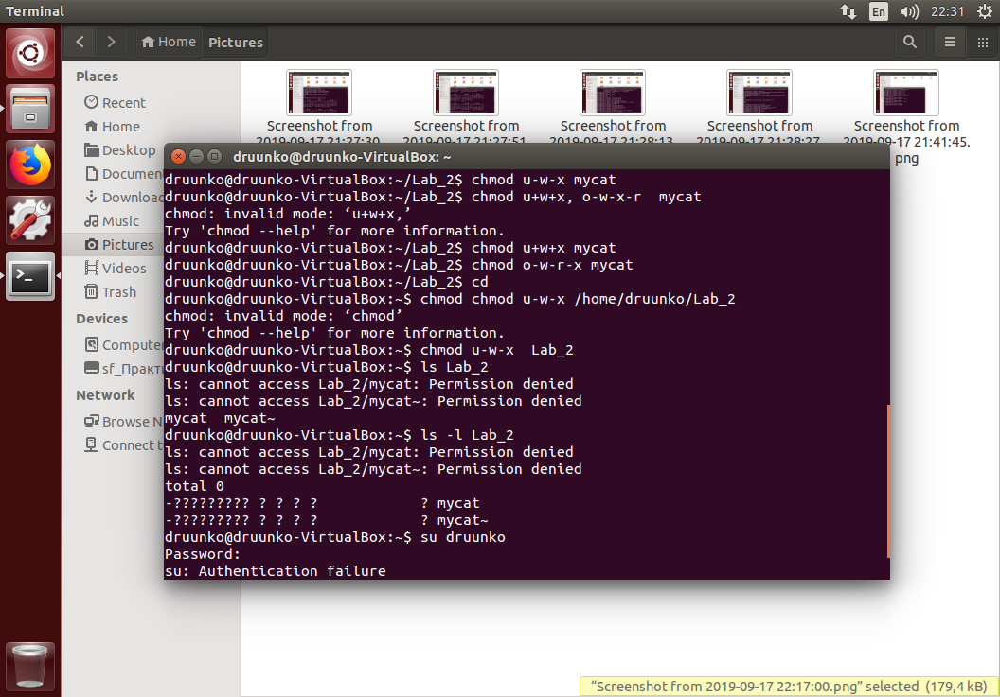 Terminal
En
22:31
Home
Pictures
Places
Recent
Home
Desktop
Documen
Downloa
Music
Pictures
Videos
Trash
Devices
Compute
sf_Практ
Network
Browse N
Connect t
Screenshot from
2019-09-17 21:27:30
Screenshot from
2019-09-17 21:27:51
Screenshot from
2019-09-17 21:28:13
Screenshot from
2019-09-17 21:28:27
Screenshot from
2019-09-17 21:41:45.
png
druunko@druunko-VirtualBox: ~
druunko@druunko-VirtualBox:~/Lab_2$ chmod u-w-x mycat
druunko@druunko-VirtualBox:~/Lab_2$ chmod u+w+x, o-w-x-r  mycat
chmod: invalid mode: ‘u+w+x,’
Try 'chmod --help' for more information.
druunko@druunko-VirtualBox:~/Lab_2$ chmod u+w+x mycat
druunko@druunko-VirtualBox:~/Lab_2$ chmod o-w-r-x mycat
druunko@druunko-VirtualBox:~/Lab_2$ cd
druunko@druunko-VirtualBox:~$ chmod chmod u-w-x /home/druunko/Lab_2
chmod: invalid mode: ‘chmod’
Try 'chmod --help' for more information.
druunko@druunko-VirtualBox:~$ chmod u-w-x  Lab_2
druunko@druunko-VirtualBox:~$ ls Lab_2
ls: cannot access Lab_2/mycat: Permission denied
ls: cannot access Lab_2/mycat~: Permission denied
mycat  mycat~
druunko@druunko-VirtualBox:~$ ls -l Lab_2
ls: cannot access Lab_2/mycat: Permission denied
ls: cannot access Lab_2/mycat~: Permission denied
total 0
-????????? ? ? ? ?            ? mycat
-????????? ? ? ? ?            ? mycat~
druunko@druunko-VirtualBox:~$ su druunko
Password:
su: Authentication failure
“Screenshot from 2019-09-17 22:17:00.png” selected  (179,4 kB)